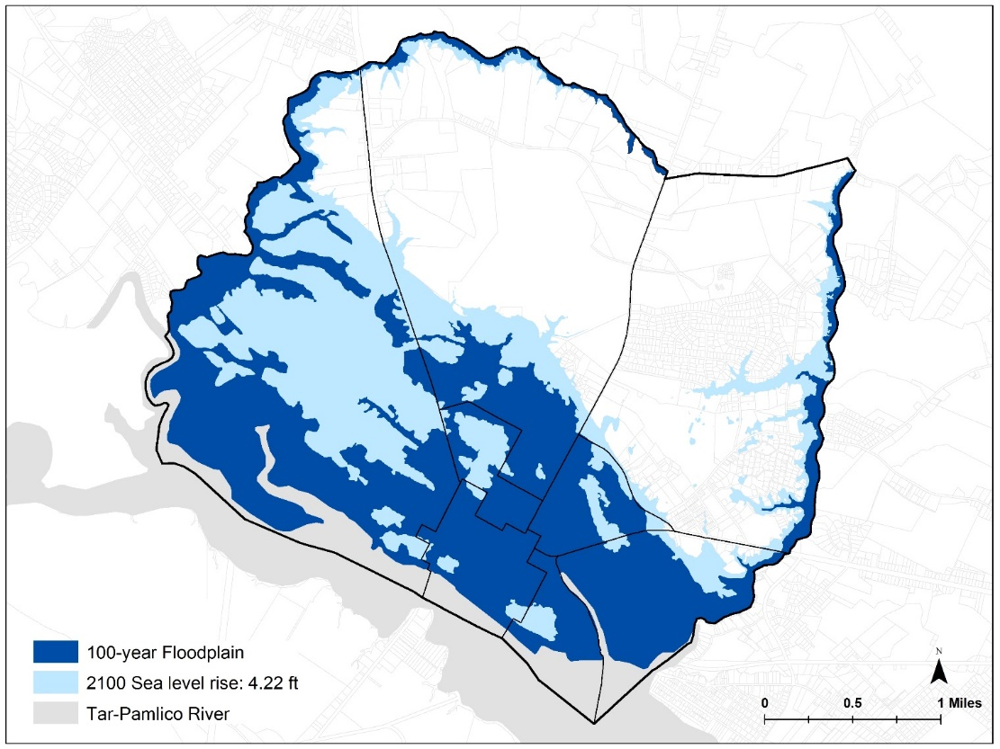 100-year Floodplain
2100 Sea level rise: 4.22 ft
Tar-Pamlico River
N
0 0.5 1 Miles